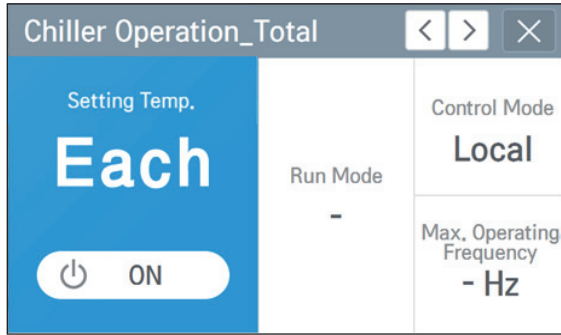 Chiller Operation_Total
Setting Temp.
Each
ON
Run Mode
-
Control Mode
Local
Max. Operating
Frequency
- Hz